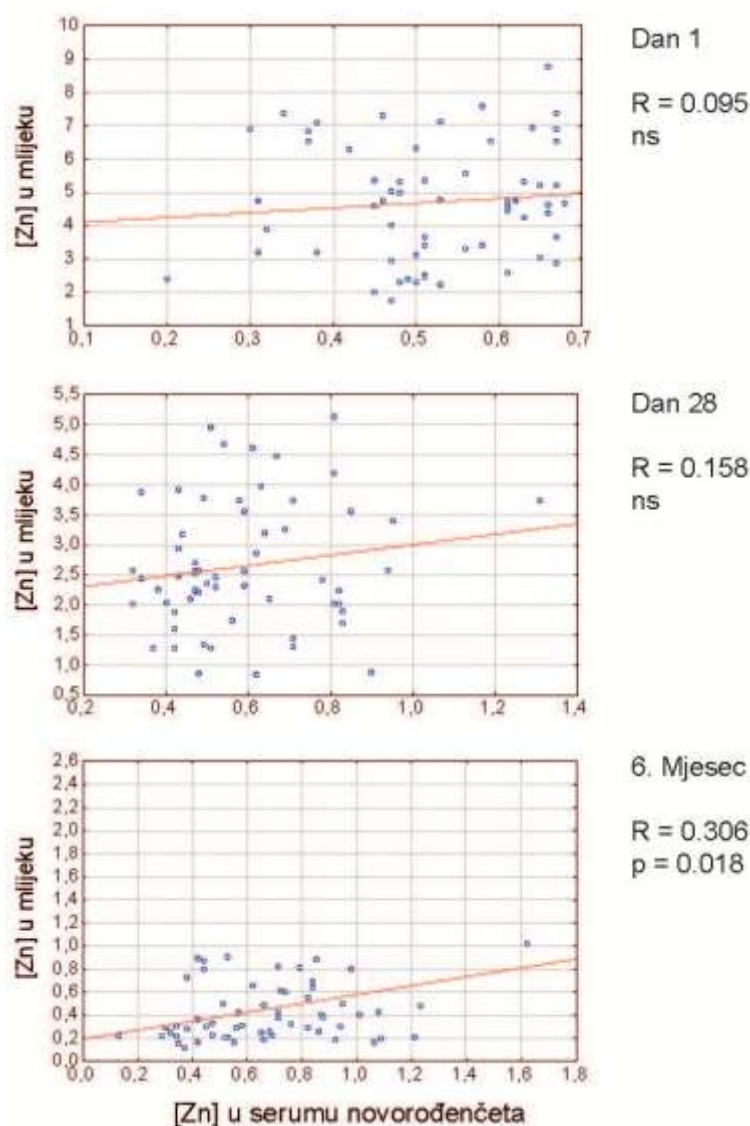 10
9
8
7
6
5
4
3
2
1
[Zn] u mlijeku
0,1 0,2 0,3 0,4 0,5 0,6 0,7
Dan 1
R = 0.095
ns
5,5
5,0
4,5
4,0
3,5
3,0
2,5
2,0
1,5
1,0
0,5
[Zn] u mlijeku
0,2 0,4 0,6 0,8 1,0 1,2 1,4
Dan 28
R = 0.158
ns
2,6
2,4
2,2
2,0
1,8
1,6
1,4
1,2
1,0
0,8
0,6
0,4
0,2
0,0
[Zn] u mlijeku
0,0 0,2 0,4 0,6 0,8 1,0 1,2 1,4 1,6 1,8
6. Mjesec
R = 0.306
p = 0.018
[Zn] u serumu novorođenčeta